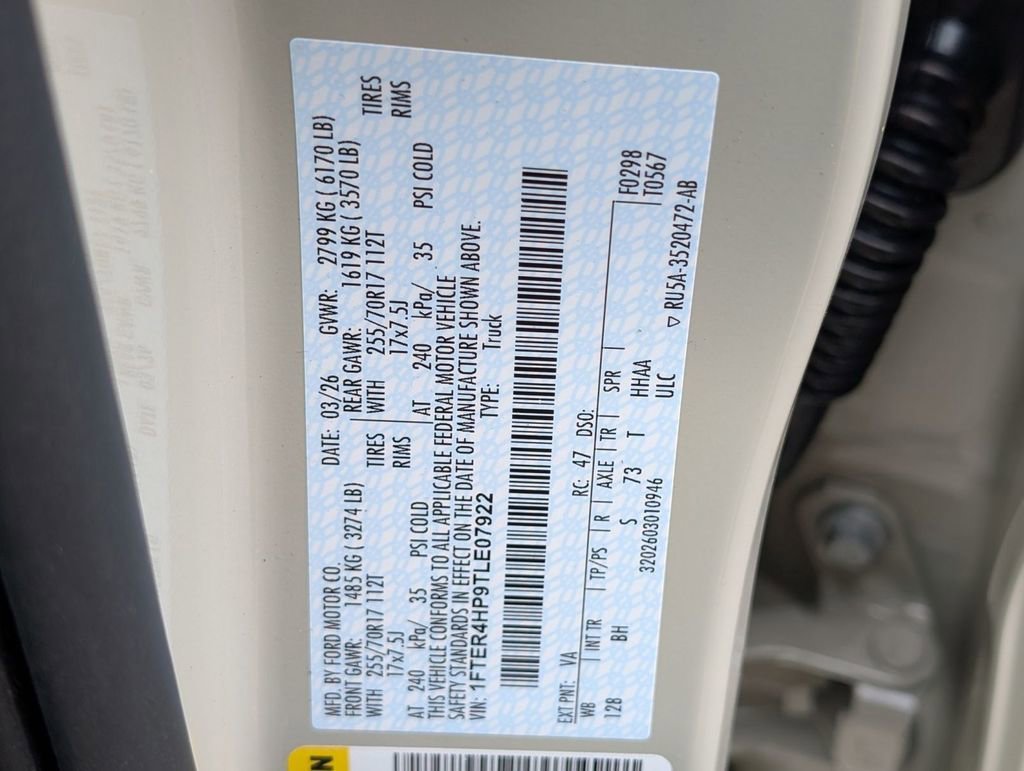 MFD. BY FORD MOTOR CO. DATE: 03/26 GVWR: 2799 KG ( 6170 LB)
FRONT GAWR: 1485 KG ( 3274 LB) REAR GAWR: 1619 KG ( 3570 LB)
WITH 255/70R17 112T TIRES WITH 255/70R17 112T TIRES
17x7.5J RIMS 17x7.5J RIMS
AT 240 kPa/ 35 PSI COLD AT 240 kPa/ 35 PSI COLD
THIS VEHICLE CONFORMS TO ALL APPLICABLE FEDERAL MOTOR VEHICLE
SAFETY STANDARDS IN EFFECT ON THE DATE OF MANUFACTURE SHOWN ABOVE.
VIN: 1FTER4HP9TLE07922 TYPE: Truck
EXT PNT: VA RC: 47 DSO: F0298
WB INT TR TP/PS R AXLE TR SPR T0567
128 BH S 73 T HHAA
3202603010946 ULC
▽ RU5A-3520472-AB